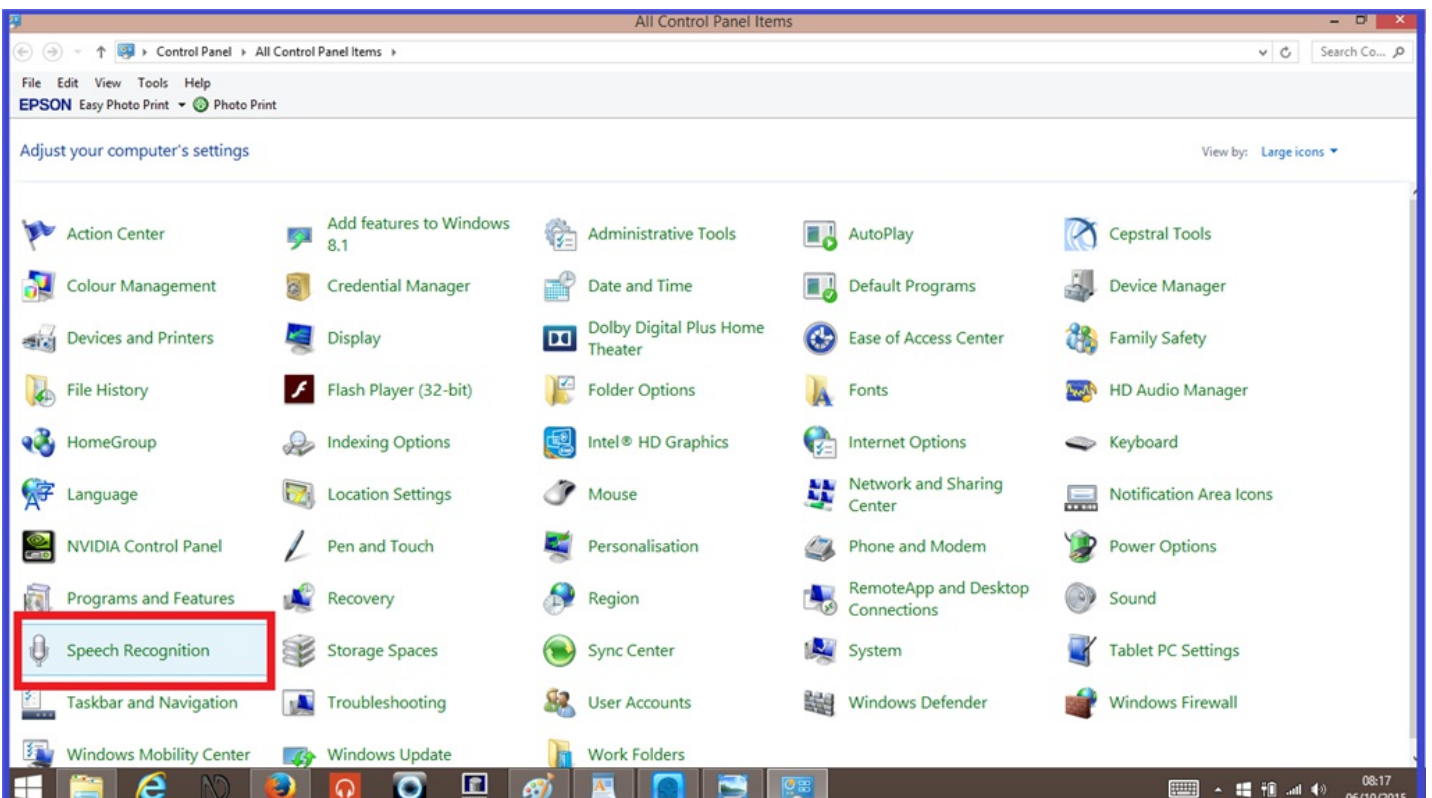 All Control Panel Items
Control Panel All Control Panel Items
Search Co...
File Edit View Tools Help
EPSON Easy Photo Print Photo Print
Adjust your computer's settings
View by: Large icons
Action Center
Add features to Windows
8.1
Administrative Tools
AutoPlay
Cepstral Tools
Colour Management
Credential Manager
Date and Time
Default Programs
Device Manager
Devices and Printers
Display
Dolby Digital Plus Home
Theater
Ease of Access Center
Family Safety
File History
Flash Player (32-bit)
Folder Options
Fonts
HD Audio Manager
HomeGroup
Indexing Options
Intel® HD Graphics
Internet Options
Keyboard
Language
Location Settings
Mouse
Network and Sharing
Center
Notification Area Icons
NVIDIA Control Panel
Pen and Touch
Personalisation
Phone and Modem
Power Options
Programs and Features
Recovery
Region
RemoteApp and Desktop
Connections
Sound
Speech Recognition
Storage Spaces
Sync Center
System
Tablet PC Settings
Taskbar and Navigation
Troubleshooting
User Accounts
Windows Defender
Windows Firewall
Windows Mobility Center
Windows Update
Work Folders
08:17
06/10/2015